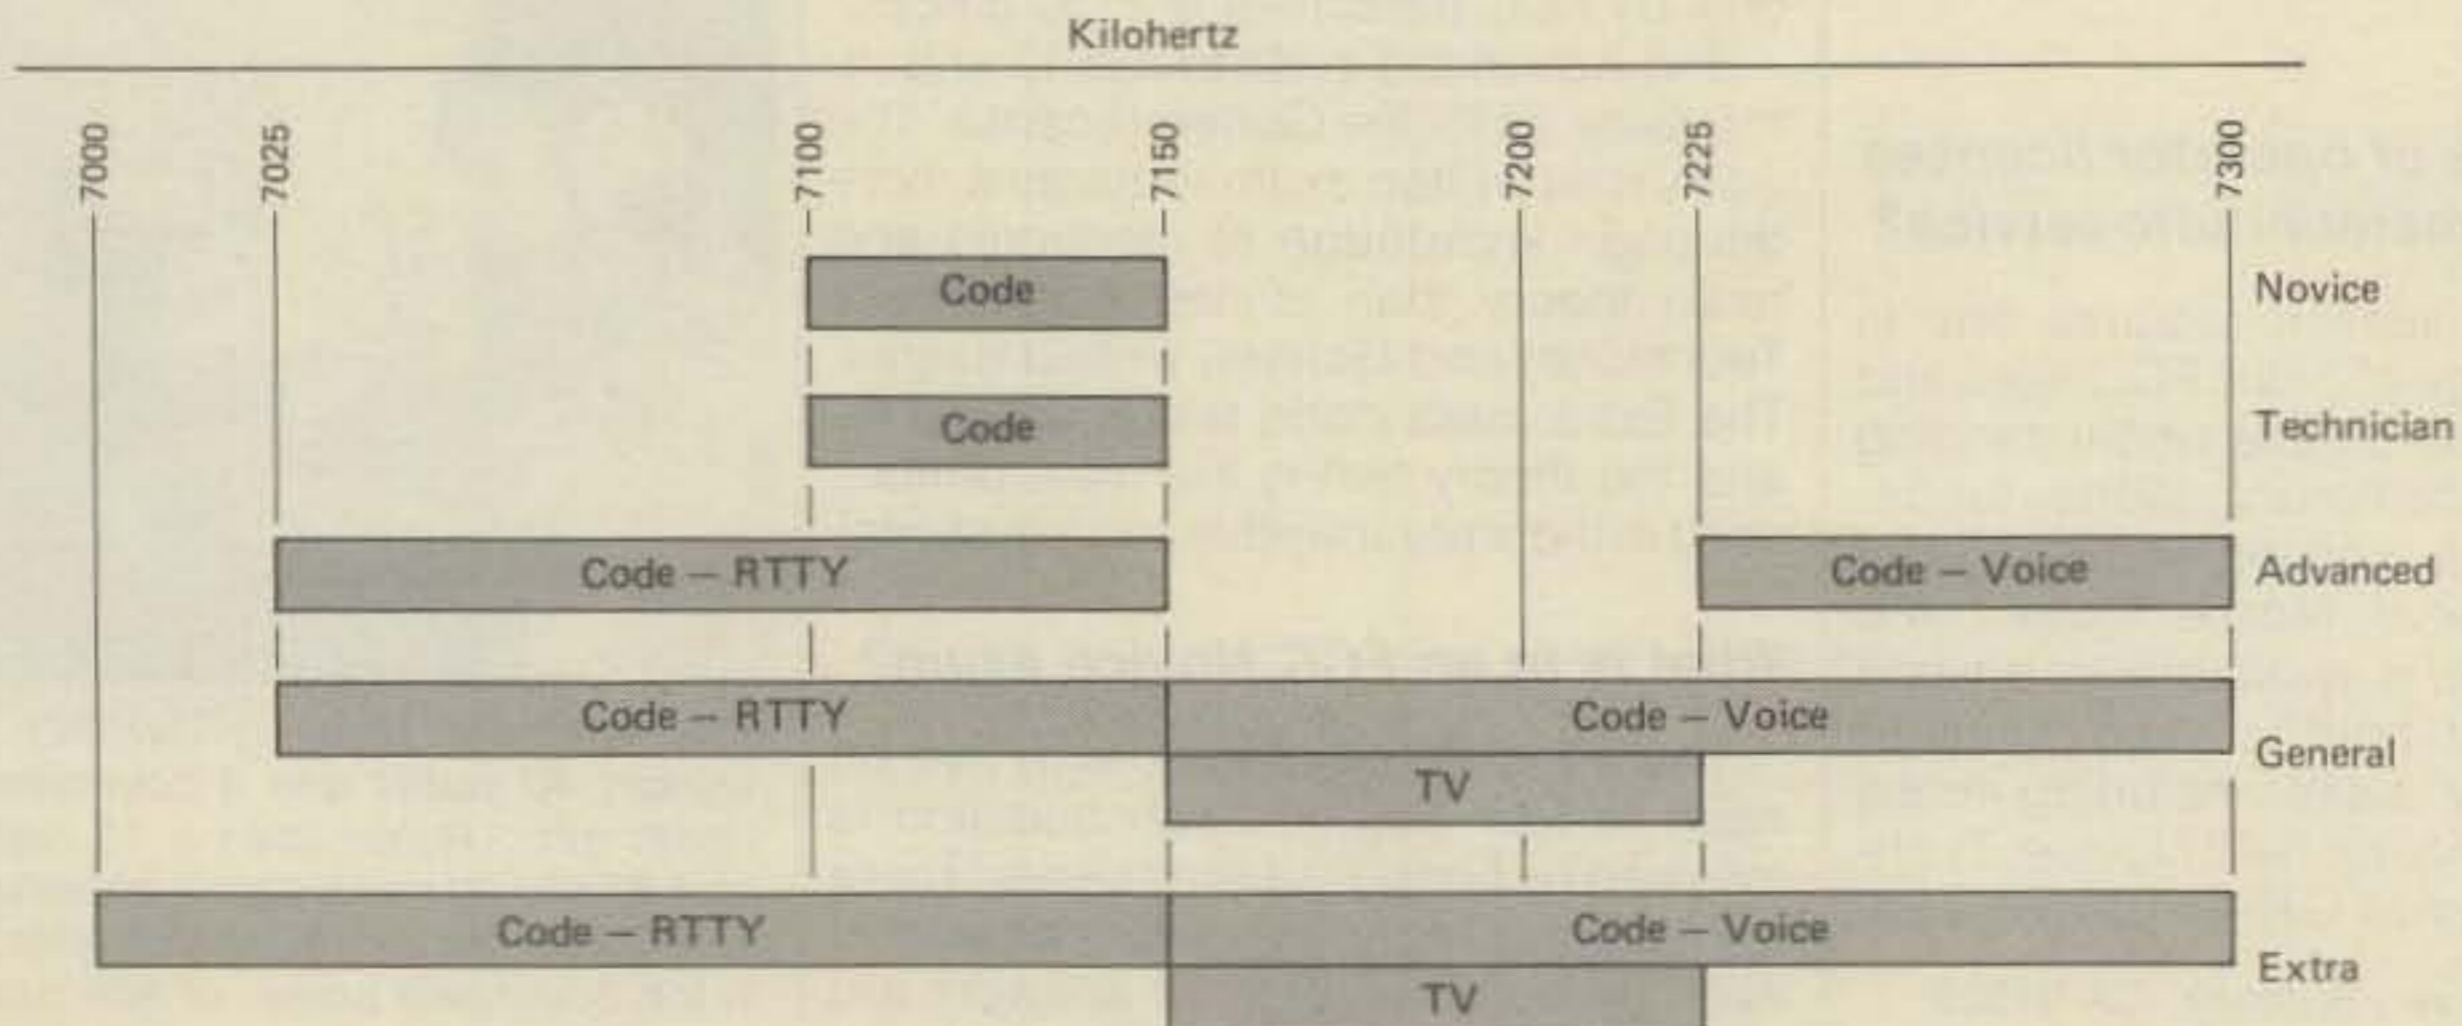 Kilohertz
7000
7025
7100
7150
7200
7225
7300
Code
Novice
Code
Technician
Code – RTTY
Code – Voice
Advanced
Code – RTTY
Code – Voice
General
TV
Code – RTTY
Code – Voice
Extra
TV